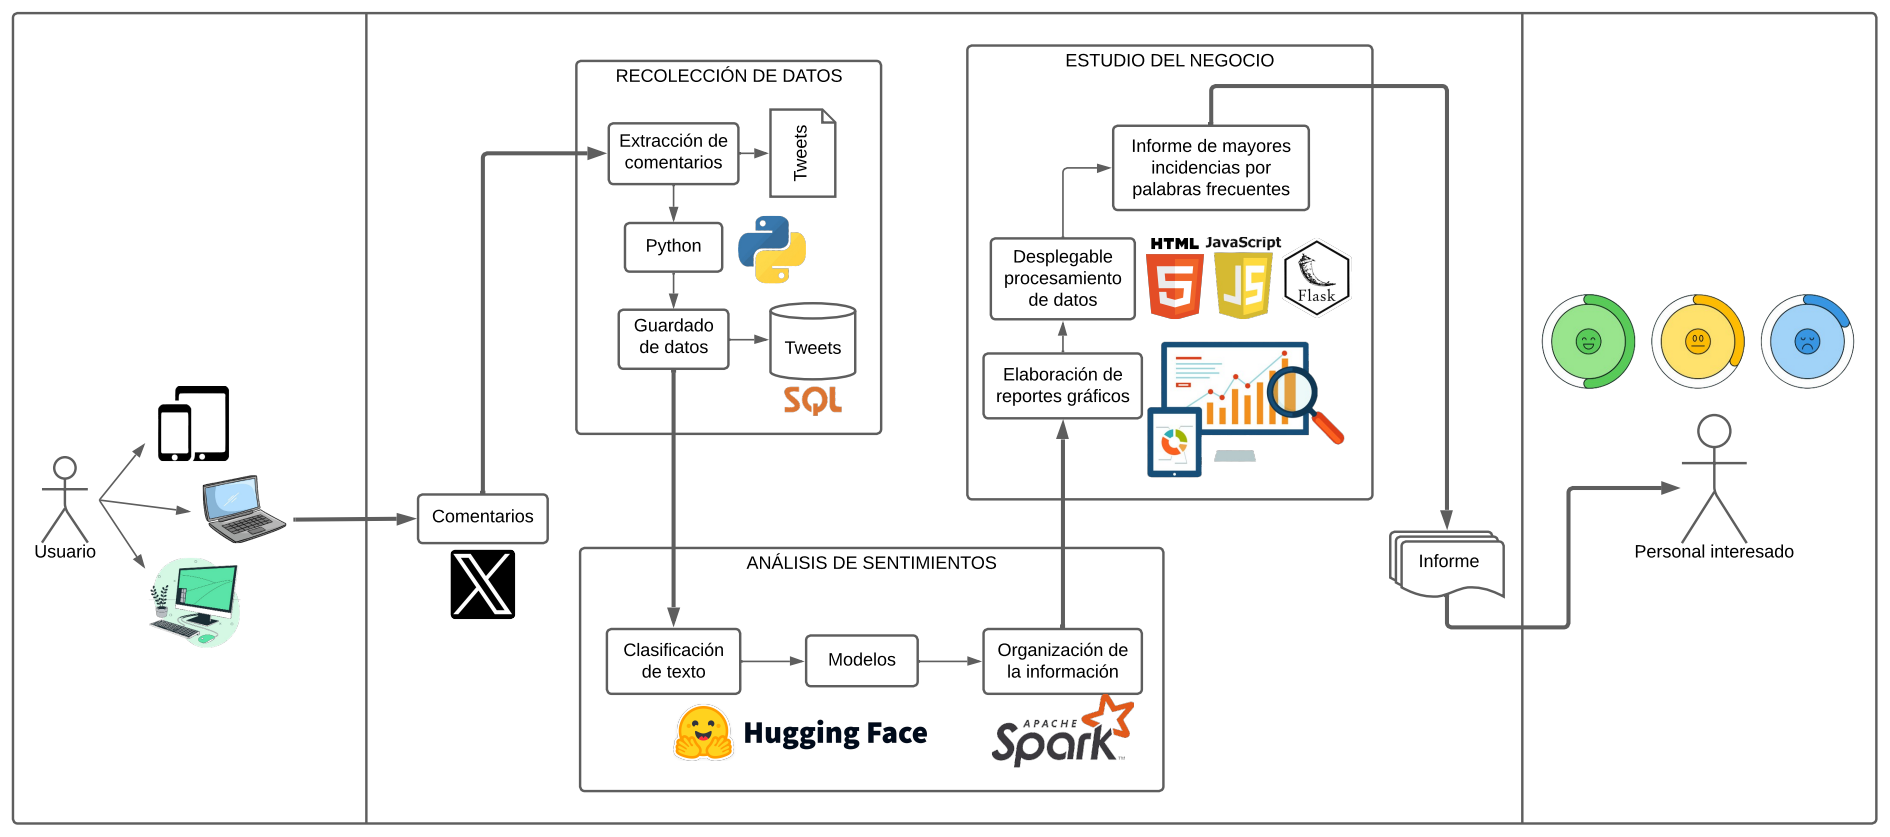 Usuario
Comentarios
RECOLECCIÓN DE DATOS
Extracción de
comentarios
Tweets
Python
Guardado
de datos
Tweets
SQL
ANÁLISIS DE SENTIMIENTOS
Clasificación
de texto
Modelos
Organización de
la información
Hugging Face
APACHE
Spark
ESTUDIO DEL NEGOCIO
Informe de mayores
incidencias por
palabras frecuentes
Desplegable
procesamiento
de datos
HTML
5
JavaScript
JS
Flask
Elaboración de
reportes gráficos
Informe
Personal interesado